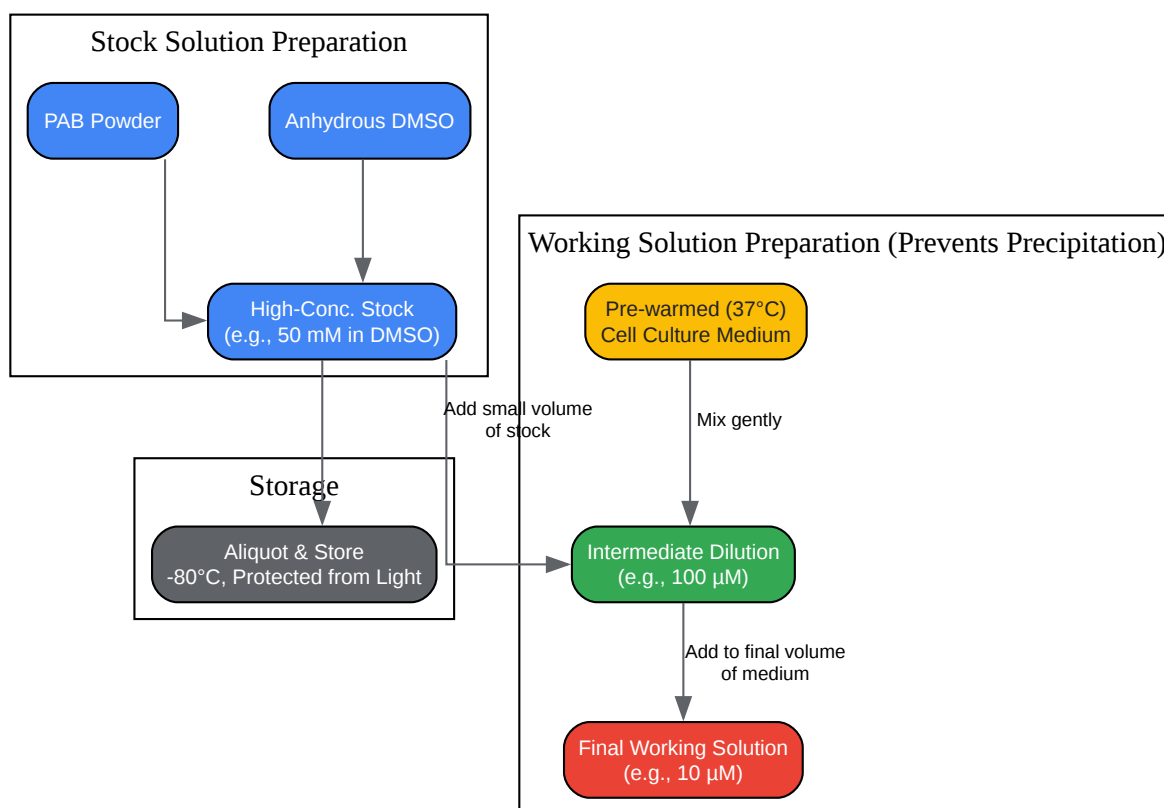 Stock Solution Preparation
PAB Powder
Anhydrous DMSO
High-Conc. Stock
(e.g., 50 mM in DMSO)
Working Solution Preparation (Prevents Precipitation)
Pre-warmed (37°C)
Cell Culture Medium
Add small volume
of stock
Mix gently
Storage
Aliquot & Store
-80°C, Protected from Light
Intermediate Dilution
(e.g., 100 µM)
Add to final volume
of medium
Final Working Solution
(e.g., 10 µM)